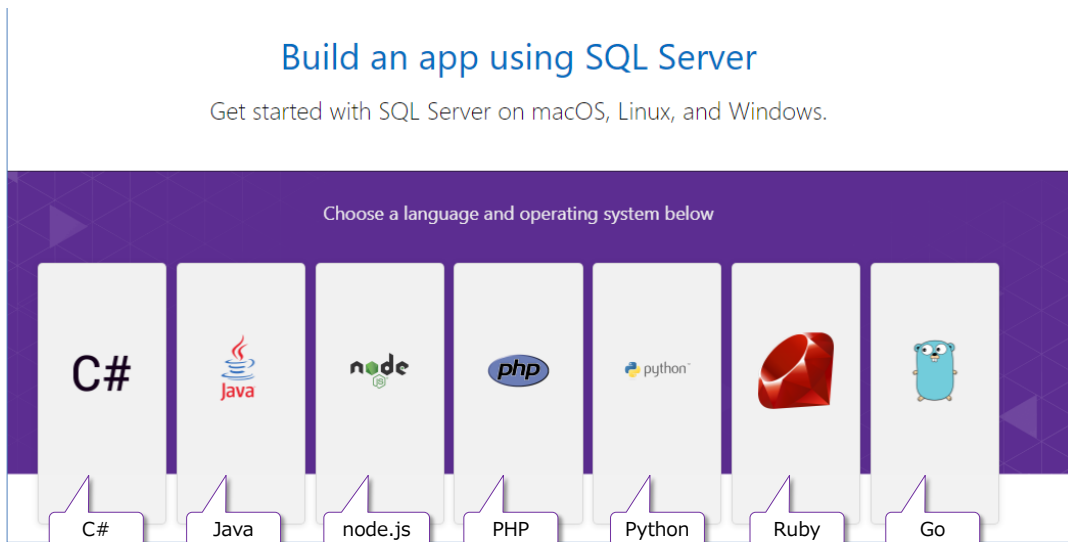 Build an app using SQL Server
Get started with SQL Server on macOS, Linux, and Windows.
Choose a language and operating system below
C#
Java
node
JS
php
python™
C#
Java
node.js
PHP
Python
Ruby
Go